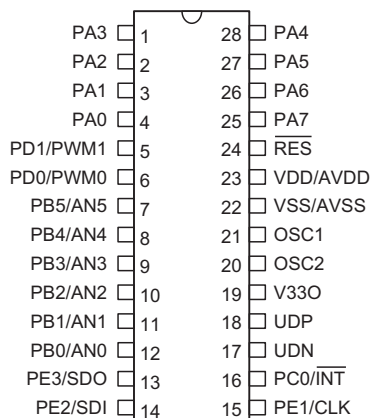 PA3 1 28 PA4
PA2 2 27 PA5
PA1 3 26 PA6
PA0 4 25 PA7
PD1/PWM1 5 24 RES
PD0/PWM0 6 23 VDD/AVDD
PB5/AN5 7 22 VSS/AVSS
PB4/AN4 8 21 OSC1
PB3/AN3 9 20 OSC2
PB2/AN2 10 19 V33O
PB1/AN1 11 18 UDP
PB0/AN0 12 17 UDN
PE3/SDO 13 16 PC0/INT
PE2/SDI 14 15 PE1/CLK